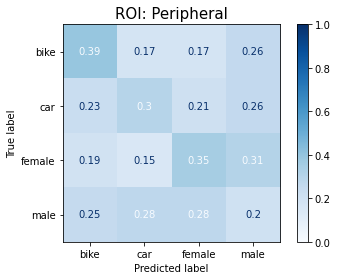 ROI: Peripheral
True label
bike 0.39 0.17 0.17 0.26
car 0.23 0.3 0.21 0.26
female 0.19 0.15 0.35 0.31
male 0.25 0.28 0.28 0.2
bike car female male
Predicted label
1.0
0.8
0.6
0.4
0.2
0.0